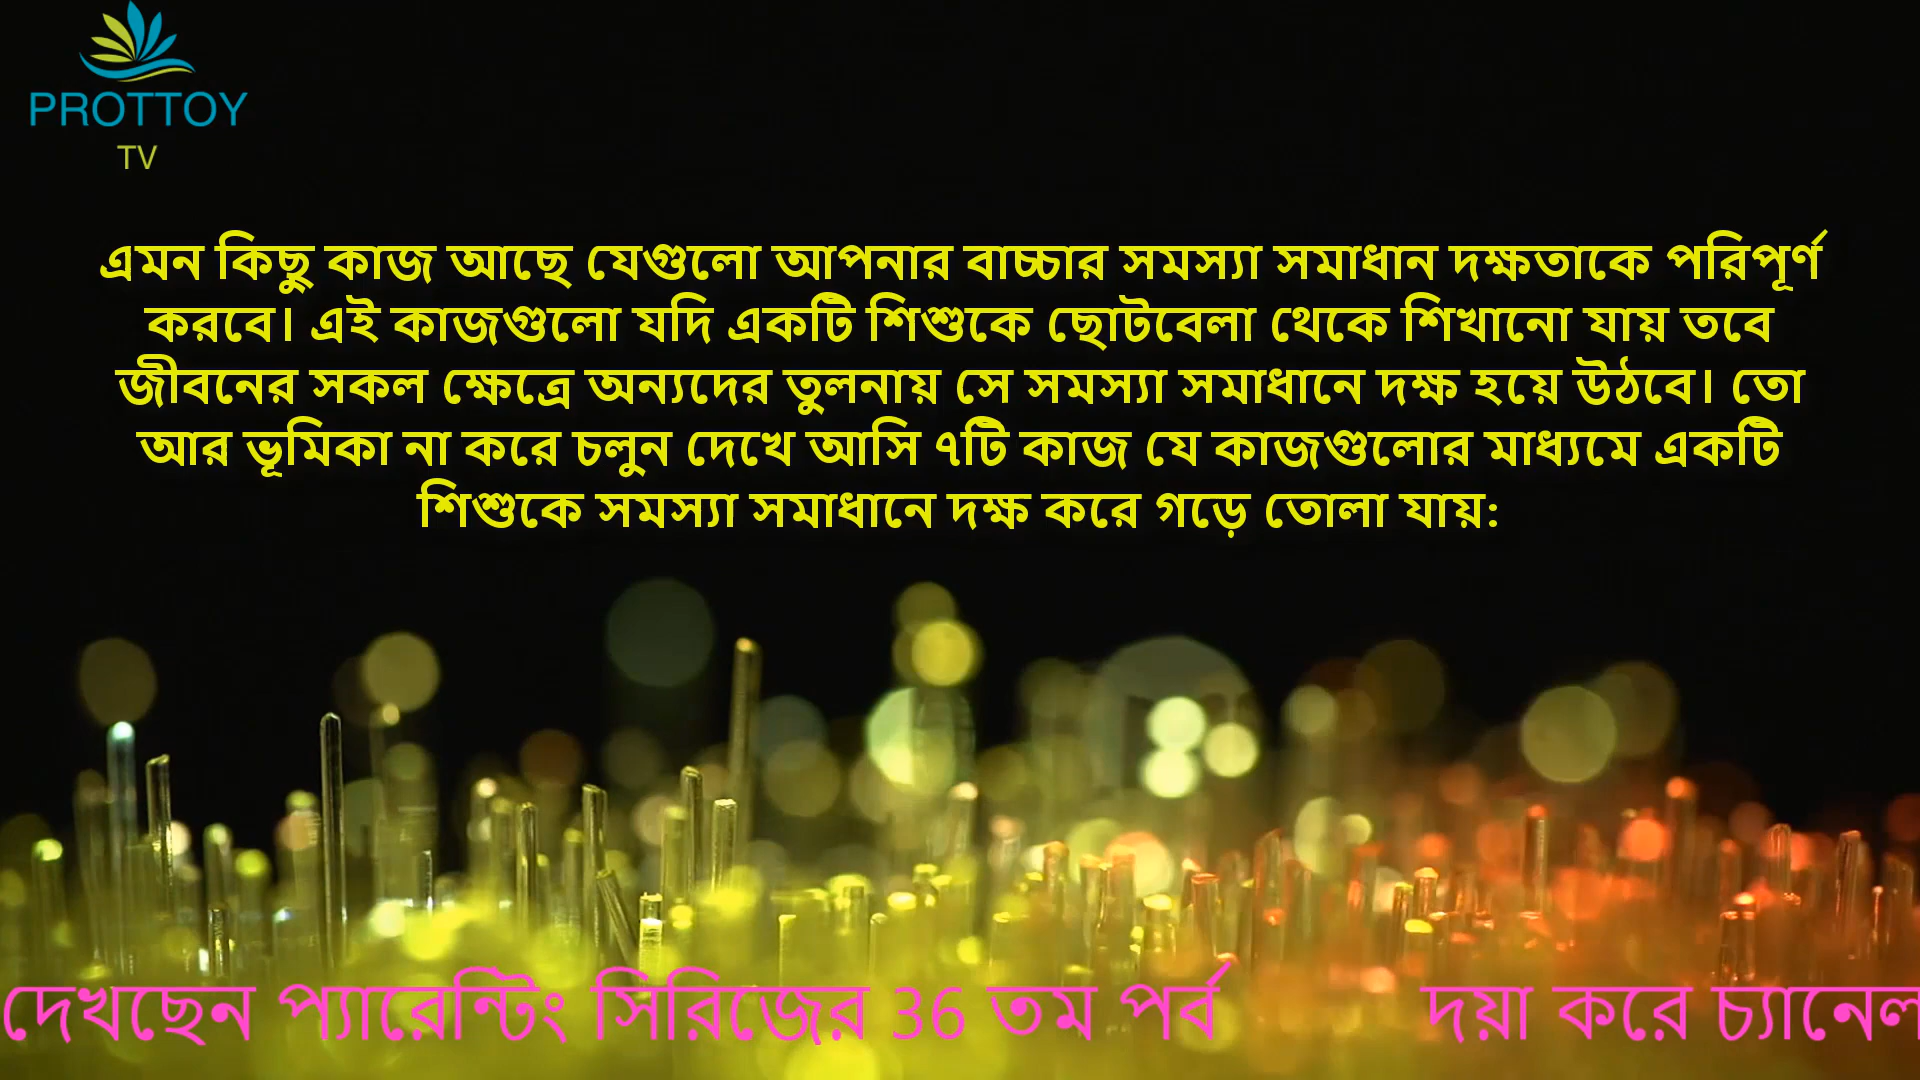 PROTTOY
TV
এমন কিছু কাজ আছে যেগুলো আপনার বাচ্চার সমস্যা সমাধান দক্ষতাকে পরিপূর্ণ
করবে। এই কাজগুলো যদি একটি শিশুকে ছোটবেলা থেকে শিখানো যায় তবে
জীবনের সকল ক্ষেত্রে অন্যদের তুলনায় সে সমস্যা সমাধানে দক্ষ হয়ে উঠবে। তো
আর ভূমিকা না করে চলুন দেখে আসি ৭টি কাজ যে কাজগুলোর মাধ্যমে একটি
শিশুকে সমস্যা সমাধানে দক্ষ করে গড়ে তোলা যায়:
দেখছেন প্যারেন্টিং সিরিজের 36 তম পর্ব দয়া করে চ্যানেল